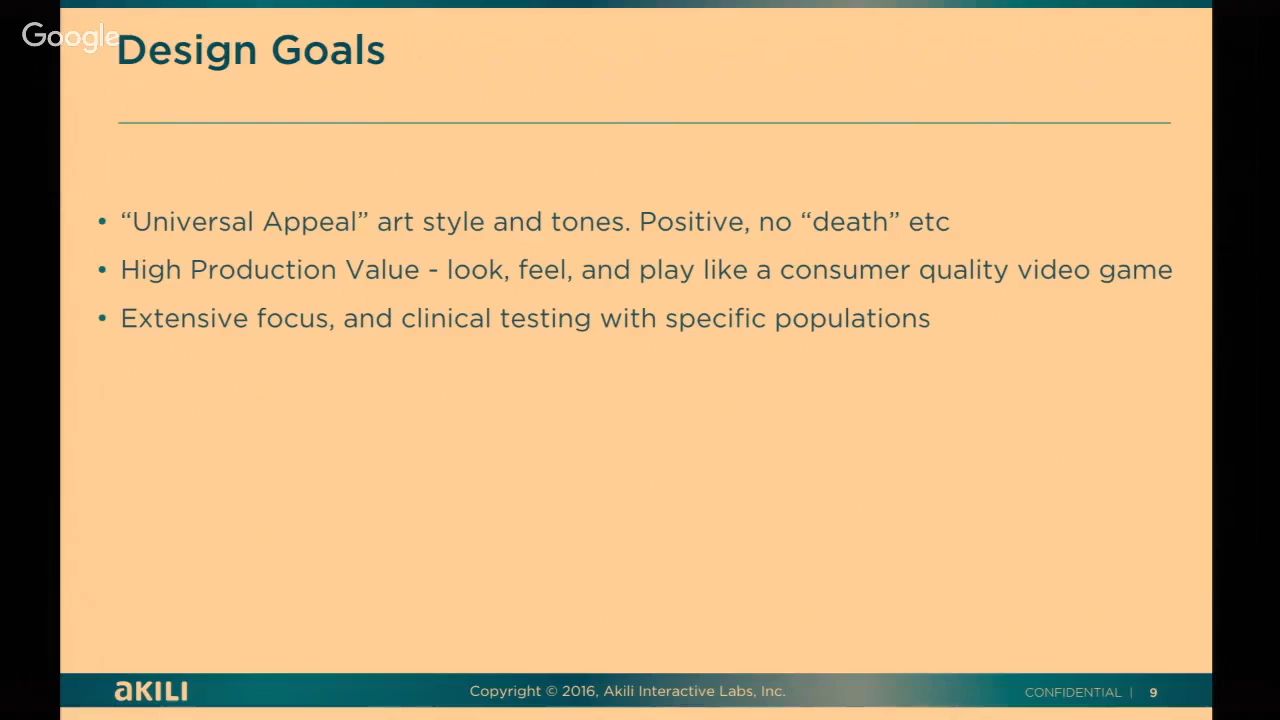 Google
Design Goals
• “Universal Appeal” art style and tones. Positive, no “death” etc
• High Production Value - look, feel, and play like a consumer quality video game
• Extensive focus, and clinical testing with specific populations
aKILI
Copyright © 2016, Akili Interactive Labs, Inc.
CONFIDENTIAL | 9